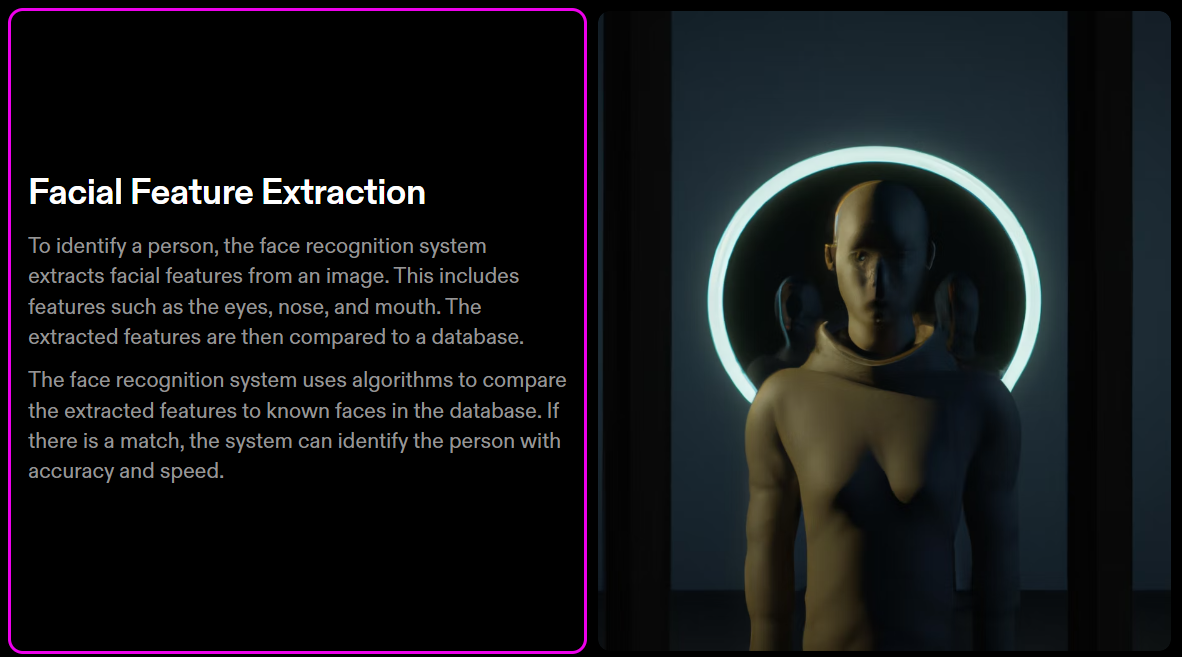 Facial Feature Extraction
To identify a person, the face recognition system
extracts facial features from an image. This includes
features such as the eyes, nose, and mouth. The
extracted features are then compared to a database.
The face recognition system uses algorithms to compare
the extracted features to known faces in the database. If
there is a match, the system can identify the person with
accuracy and speed.